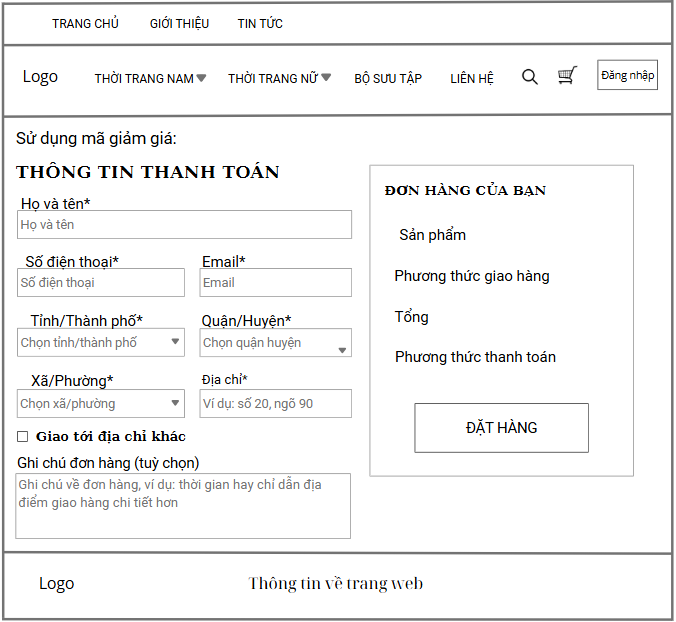 TRANG CHỦ GIỚI THIỆU TIN TỨC
Logo THỜI TRANG NAM THỜI TRANG NỮ BỘ SƯU TẬP LIÊN HỆ Đăng nhập
Sử dụng mã giảm giá:
THÔNG TIN THANH TOÁN
Họ và tên*
Họ và tên
Số điện thoại* Email*
Số điện thoại Email
Tỉnh/Thành phố* Quận/Huyện*
Chọn tỉnh/thành phố Chọn quận huyện
Xã/Phường* Địa chỉ*
Chọn xã/phường Ví dụ: số 20, ngõ 90
Giao tới địa chỉ khác
Ghi chú đơn hàng (tuỳ chọn)
Ghi chú về đơn hàng, ví dụ: thời gian hay chỉ dẫn địa
điểm giao hàng chi tiết hơn
ĐƠN HÀNG CỦA BẠN
Sản phẩm
Phương thức giao hàng
Tổng
Phương thức thanh toán
ĐẶT HÀNG
Logo Thông tin về trang web